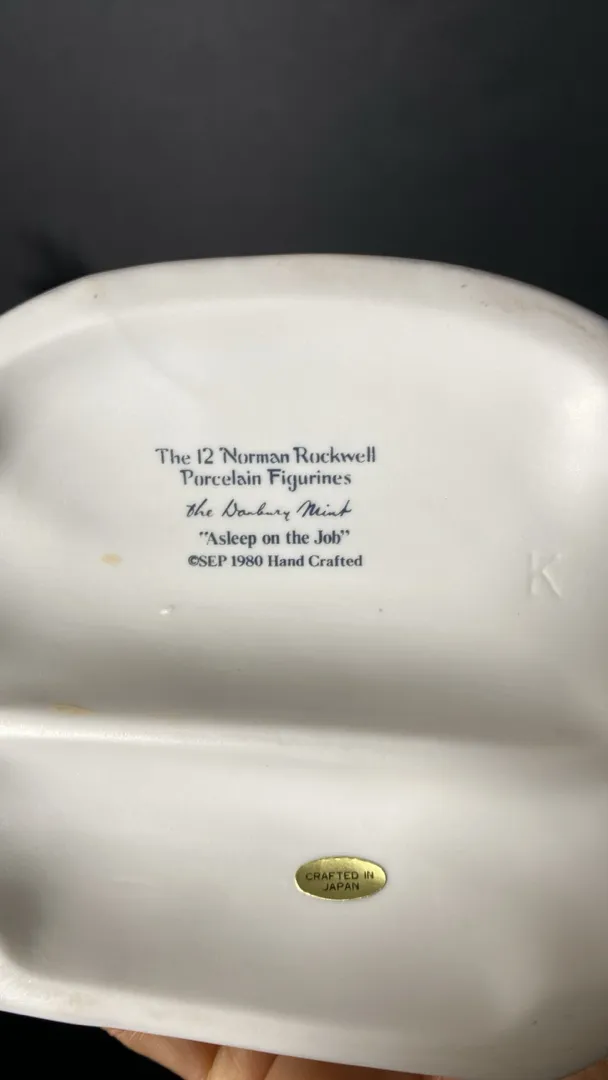 The 12 Norman Rockwell
Porcelain Figurines
the Danbury Mint
"Asleep on the Job"
©SEP 1980 Hand Crafted
K
CRAFTED IN
JAPAN